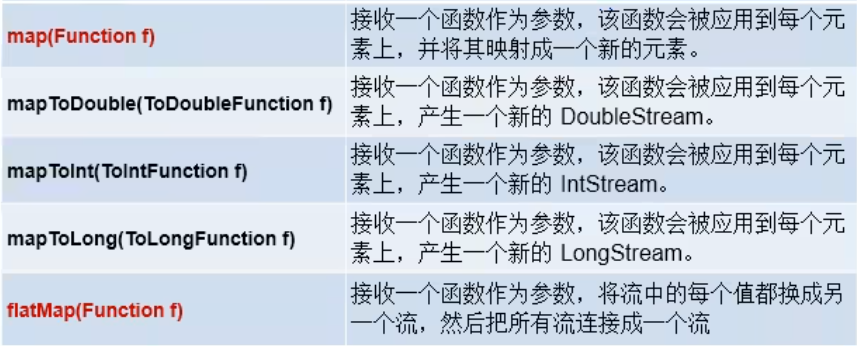 map(Function f)
接收一个函数作为参数，该函数会被应用到每个元
素上，并将其映射成一个新的元素。
mapToDouble(ToDoubleFunction f)
接收一个函数作为参数，该函数会被应用到每个元
素上，产生一个新的 DoubleStream。
mapToInt(ToIntFunction f)
接收一个函数作为参数，该函数会被应用到每个元
素上，产生一个新的 IntStream。
mapToLong(ToLongFunction f)
接收一个函数作为参数，该函数会被应用到每个元
素上，产生一个新的 LongStream。
flatMap(Function f)
接收一个函数作为参数，将流中的每个值都换成另
一个流，然后把所有流连接成一个流